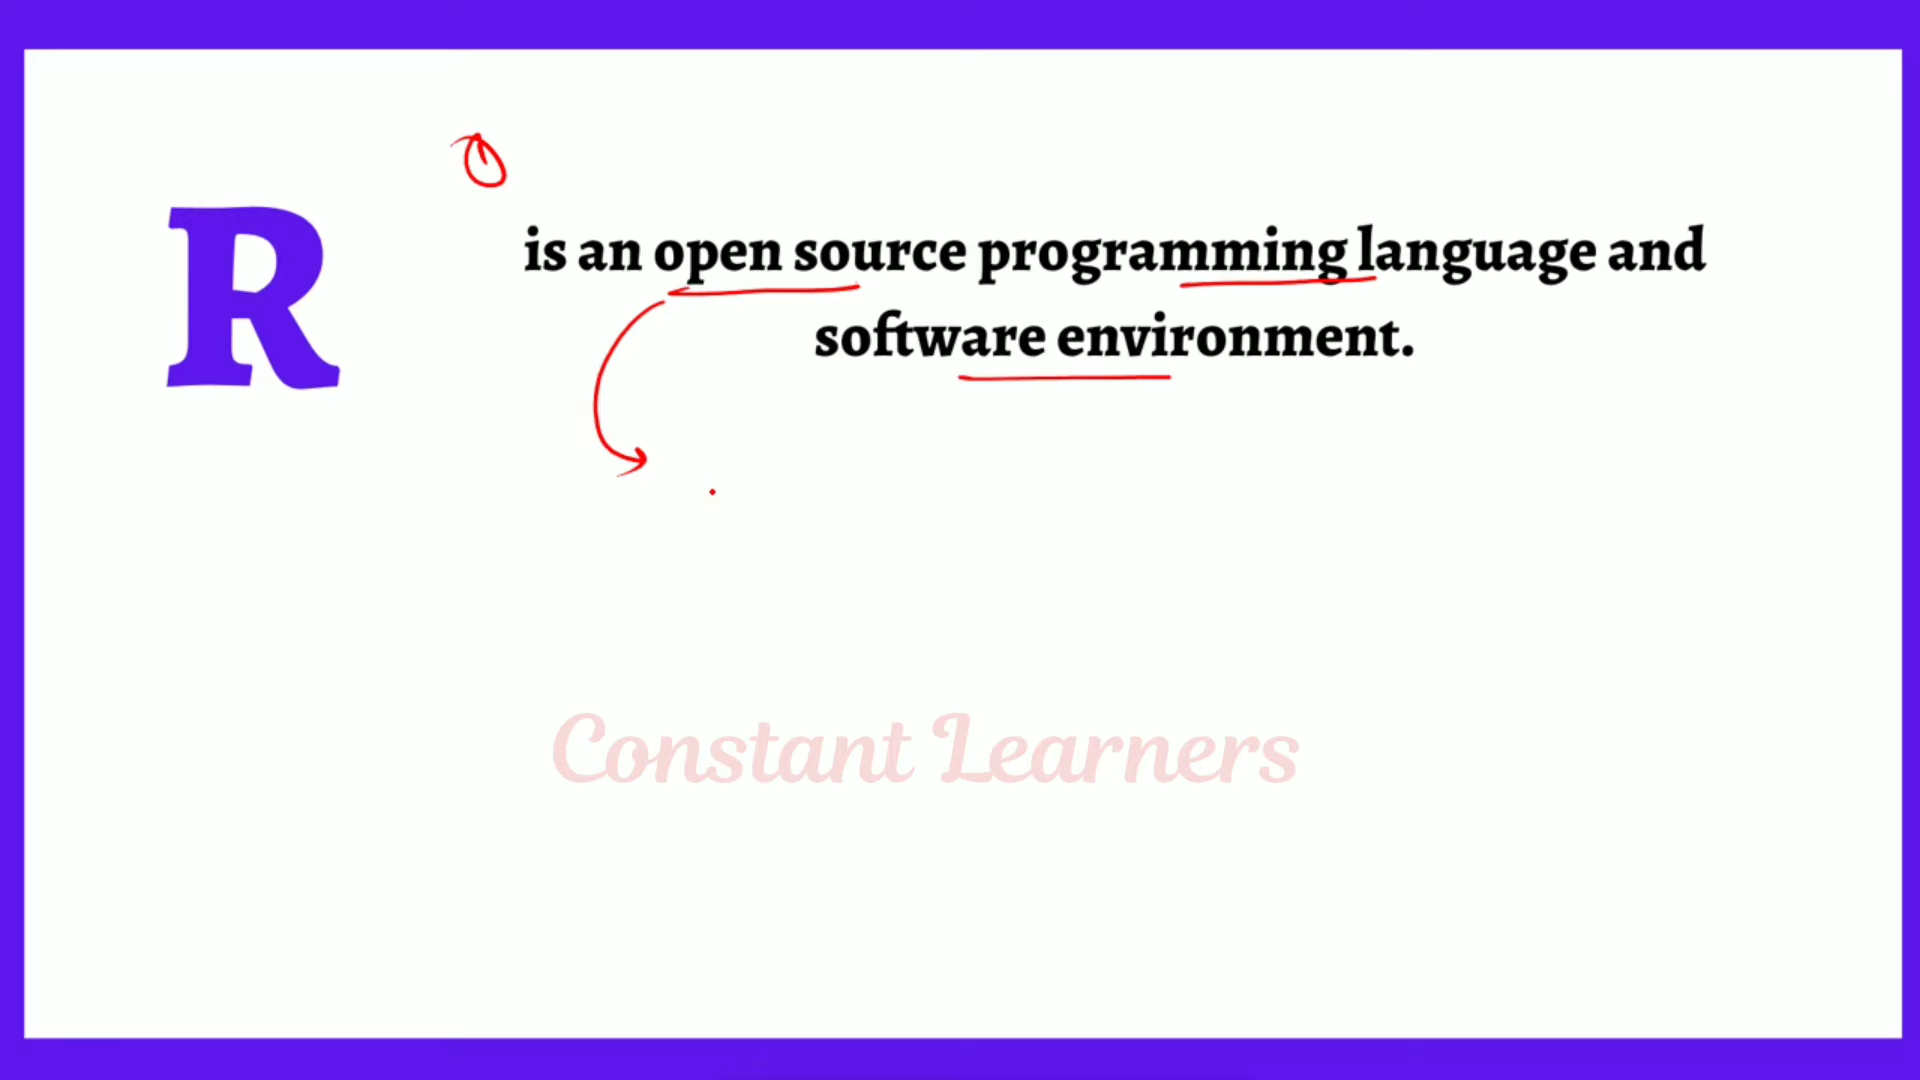 R
is an open source programming language and
software environment.
Constant Learners